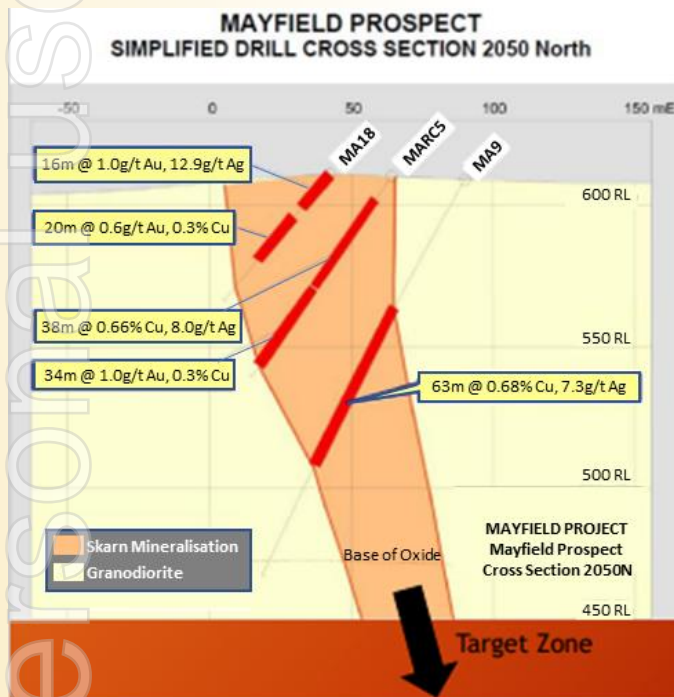 MAYFIELD PROSPECT
SIMPLIFIED DRILL CROSS SECTION 2050 North
-50 0 50 100 150 mE
MA18
MARC5
MA9
16m @ 1.0g/t Au, 12.9g/t Ag
600 RL
20m @ 0.6g/t Au, 0.3% Cu
38m @ 0.66% Cu, 8.0g/t Ag
550 RL
34m @ 1.0g/t Au, 0.3% Cu
63m @ 0.68% Cu, 7.3g/t Ag
500 RL
Skarn Mineralisation
Granodiorite
Base of Oxide
MAYFIELD PROJECT
Mayfield Prospect
Cross Section 2050N
450 RL
Target Zone
ersonal us